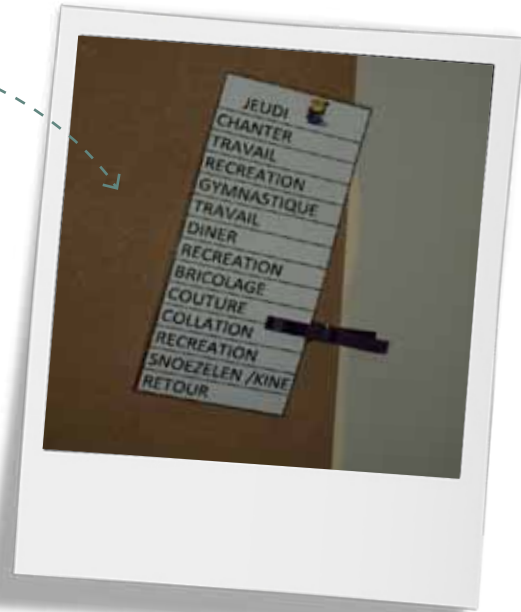 JEUDI
CHANTER
TRAVAIL
RECREATION
GYMNASTIQUE
TRAVAIL
DINER
RECREATION
BRICOLAGE
COUTURE
COLLATION
RECREATION
SNOEZELEN /KINE
RETOUR